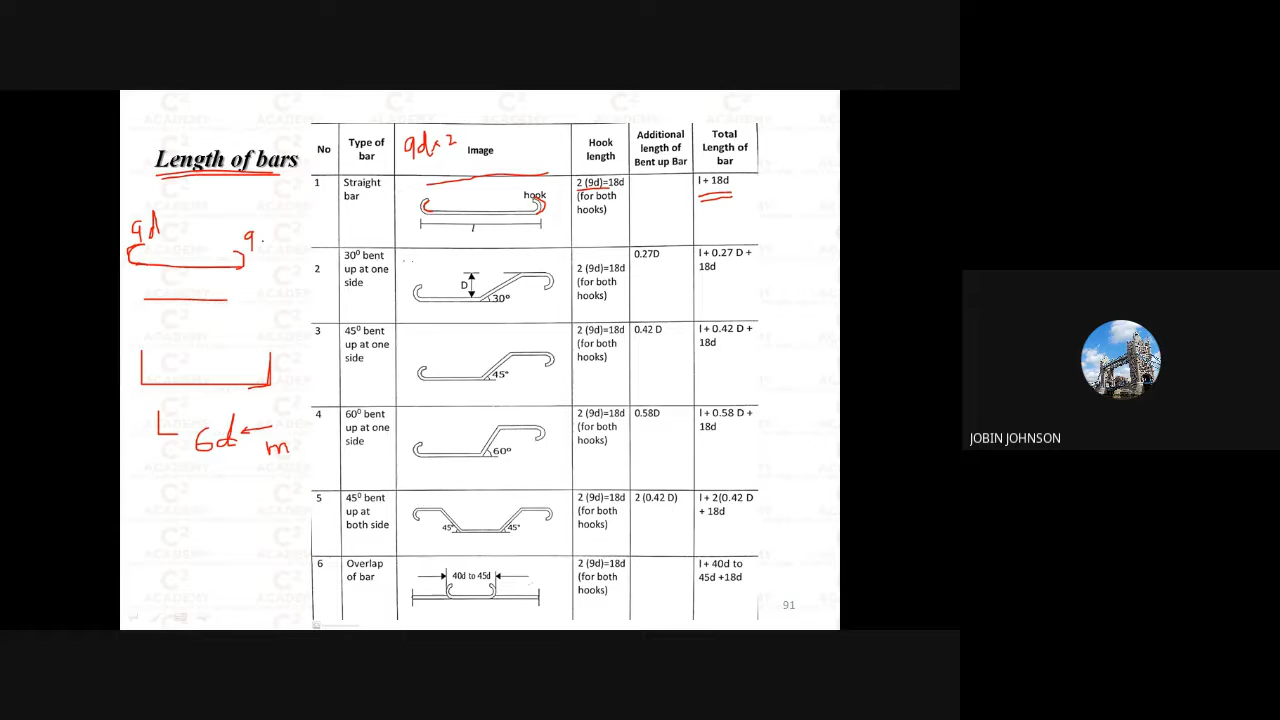 Length of bars
No
Type of
bar
Image
Hook
length
Additional
length of
Bent up Bar
Total
Length of
bar
9d×2
1
Straight
bar
hook
l
2 (9d)=18d
(for both
hooks)
l + 18d
9d
9.
2
30⁰ bent
up at one
side
D
30°
2 (9d)=18d
(for both
hooks)
0.27D
l + 0.27 D +
18d
3
45⁰ bent
up at one
side
45°
2 (9d)=18d
(for both
hooks)
0.42 D
l + 0.42 D +
18d
4
60⁰ bent
up at one
side
60°
2 (9d)=18d
(for both
hooks)
0.58D
l + 0.58 D +
18d
6d
m
5
45⁰ bent
up at
both side
45°
45°
2 (9d)=18d
(for both
hooks)
2 (0.42 D)
l + 2(0.42 D
+ 18d
6
Overlap
of bar
40d to 45d
2 (9d)=18d
(for both
hooks)
l + 40d to
45d +18d
91
JOBIN JOHNSON